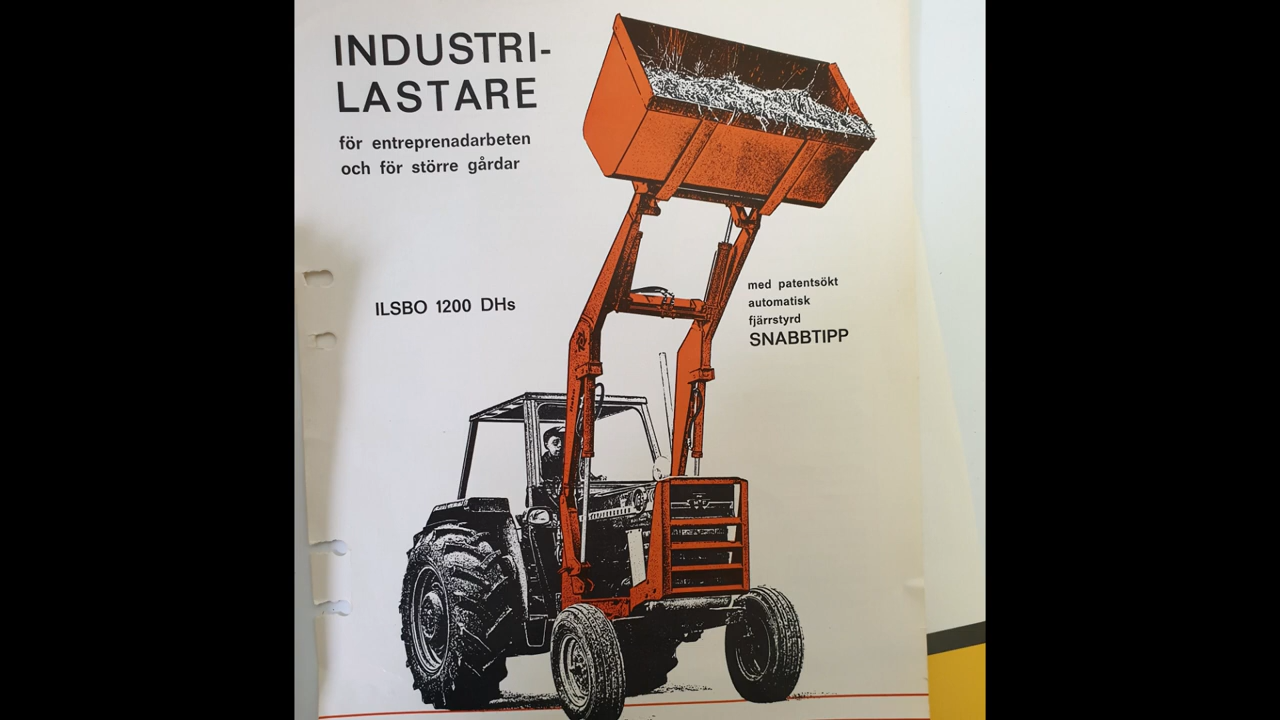 INDUSTRI-
LASTARE
för entreprenadarbeten
och för större gårdar
ILSBO 1200 DHs
med patentsökt
automatisk
fjärrstyrd
SNABBTIPP